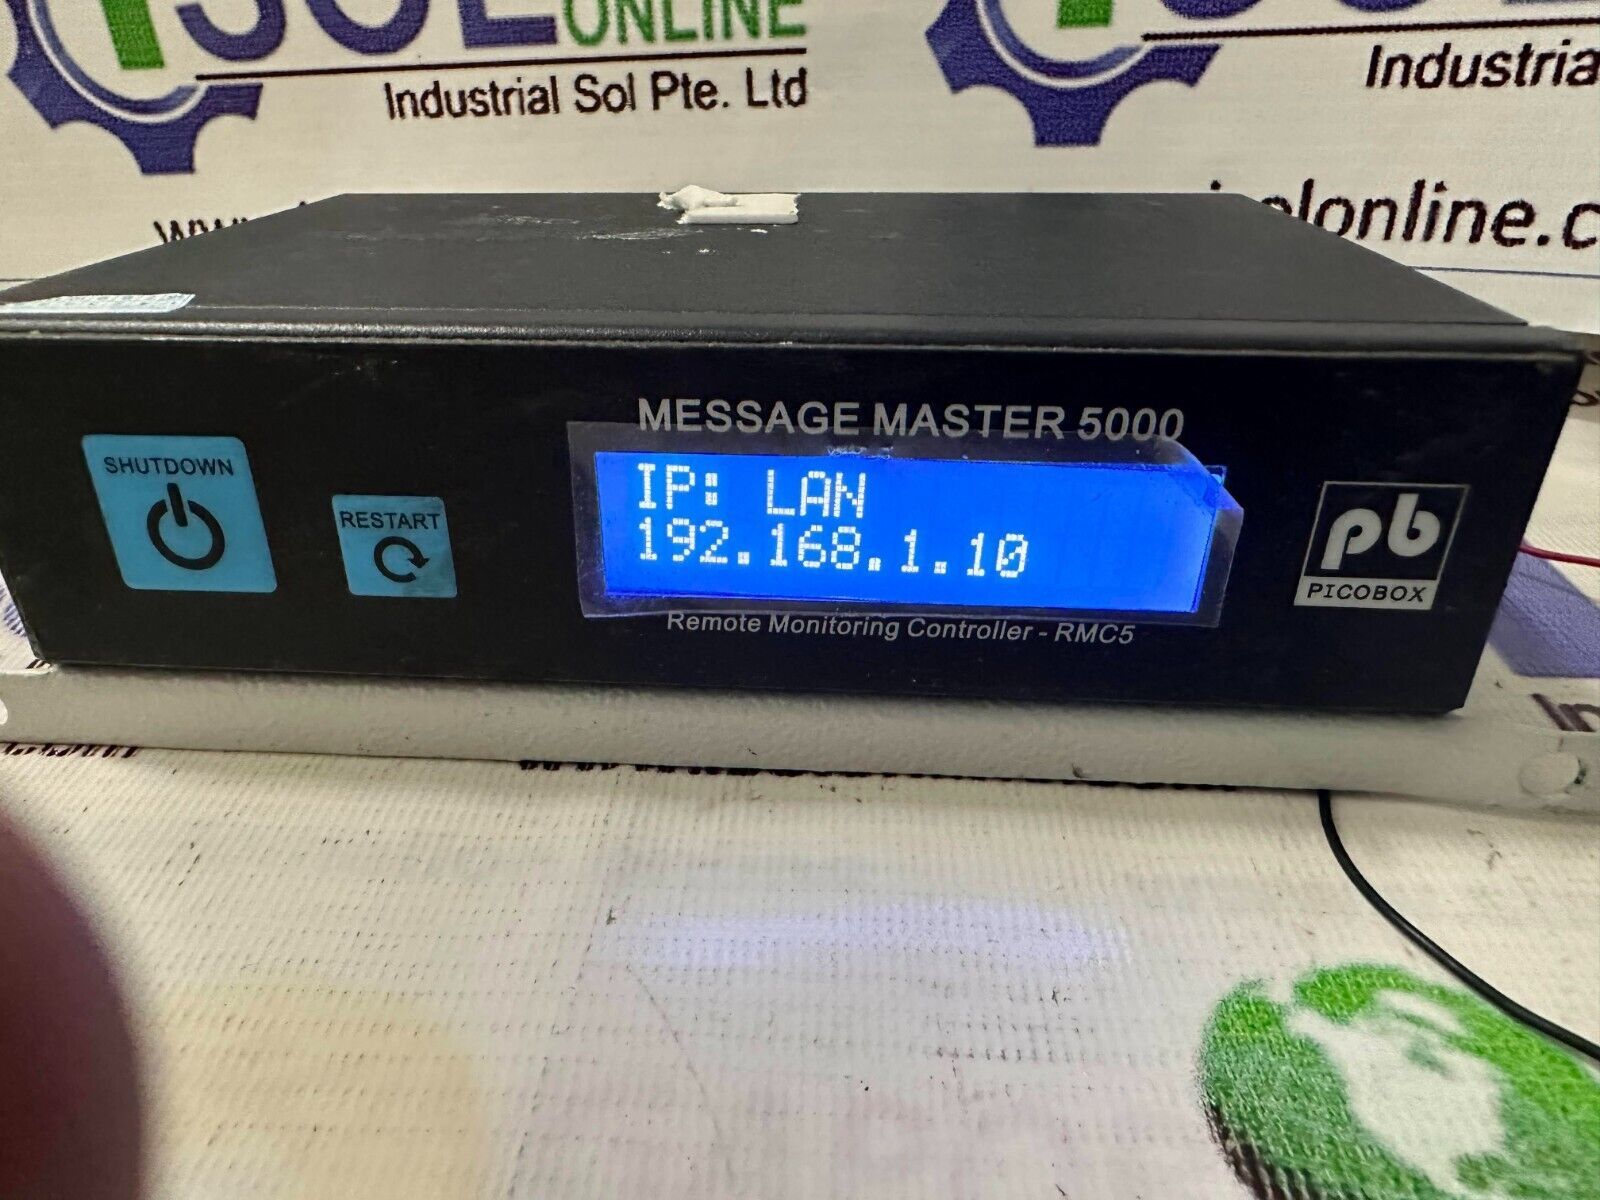 SOLONLINE
Industrial Sol Pte. Ltd
Industria
isolonline.c
MESSAGE MASTER 5000
SHUTDOWN
RESTART
IP: LAN
192.168.1.10
pb
PICOBOX
Remote Monitoring Controller - RMC5